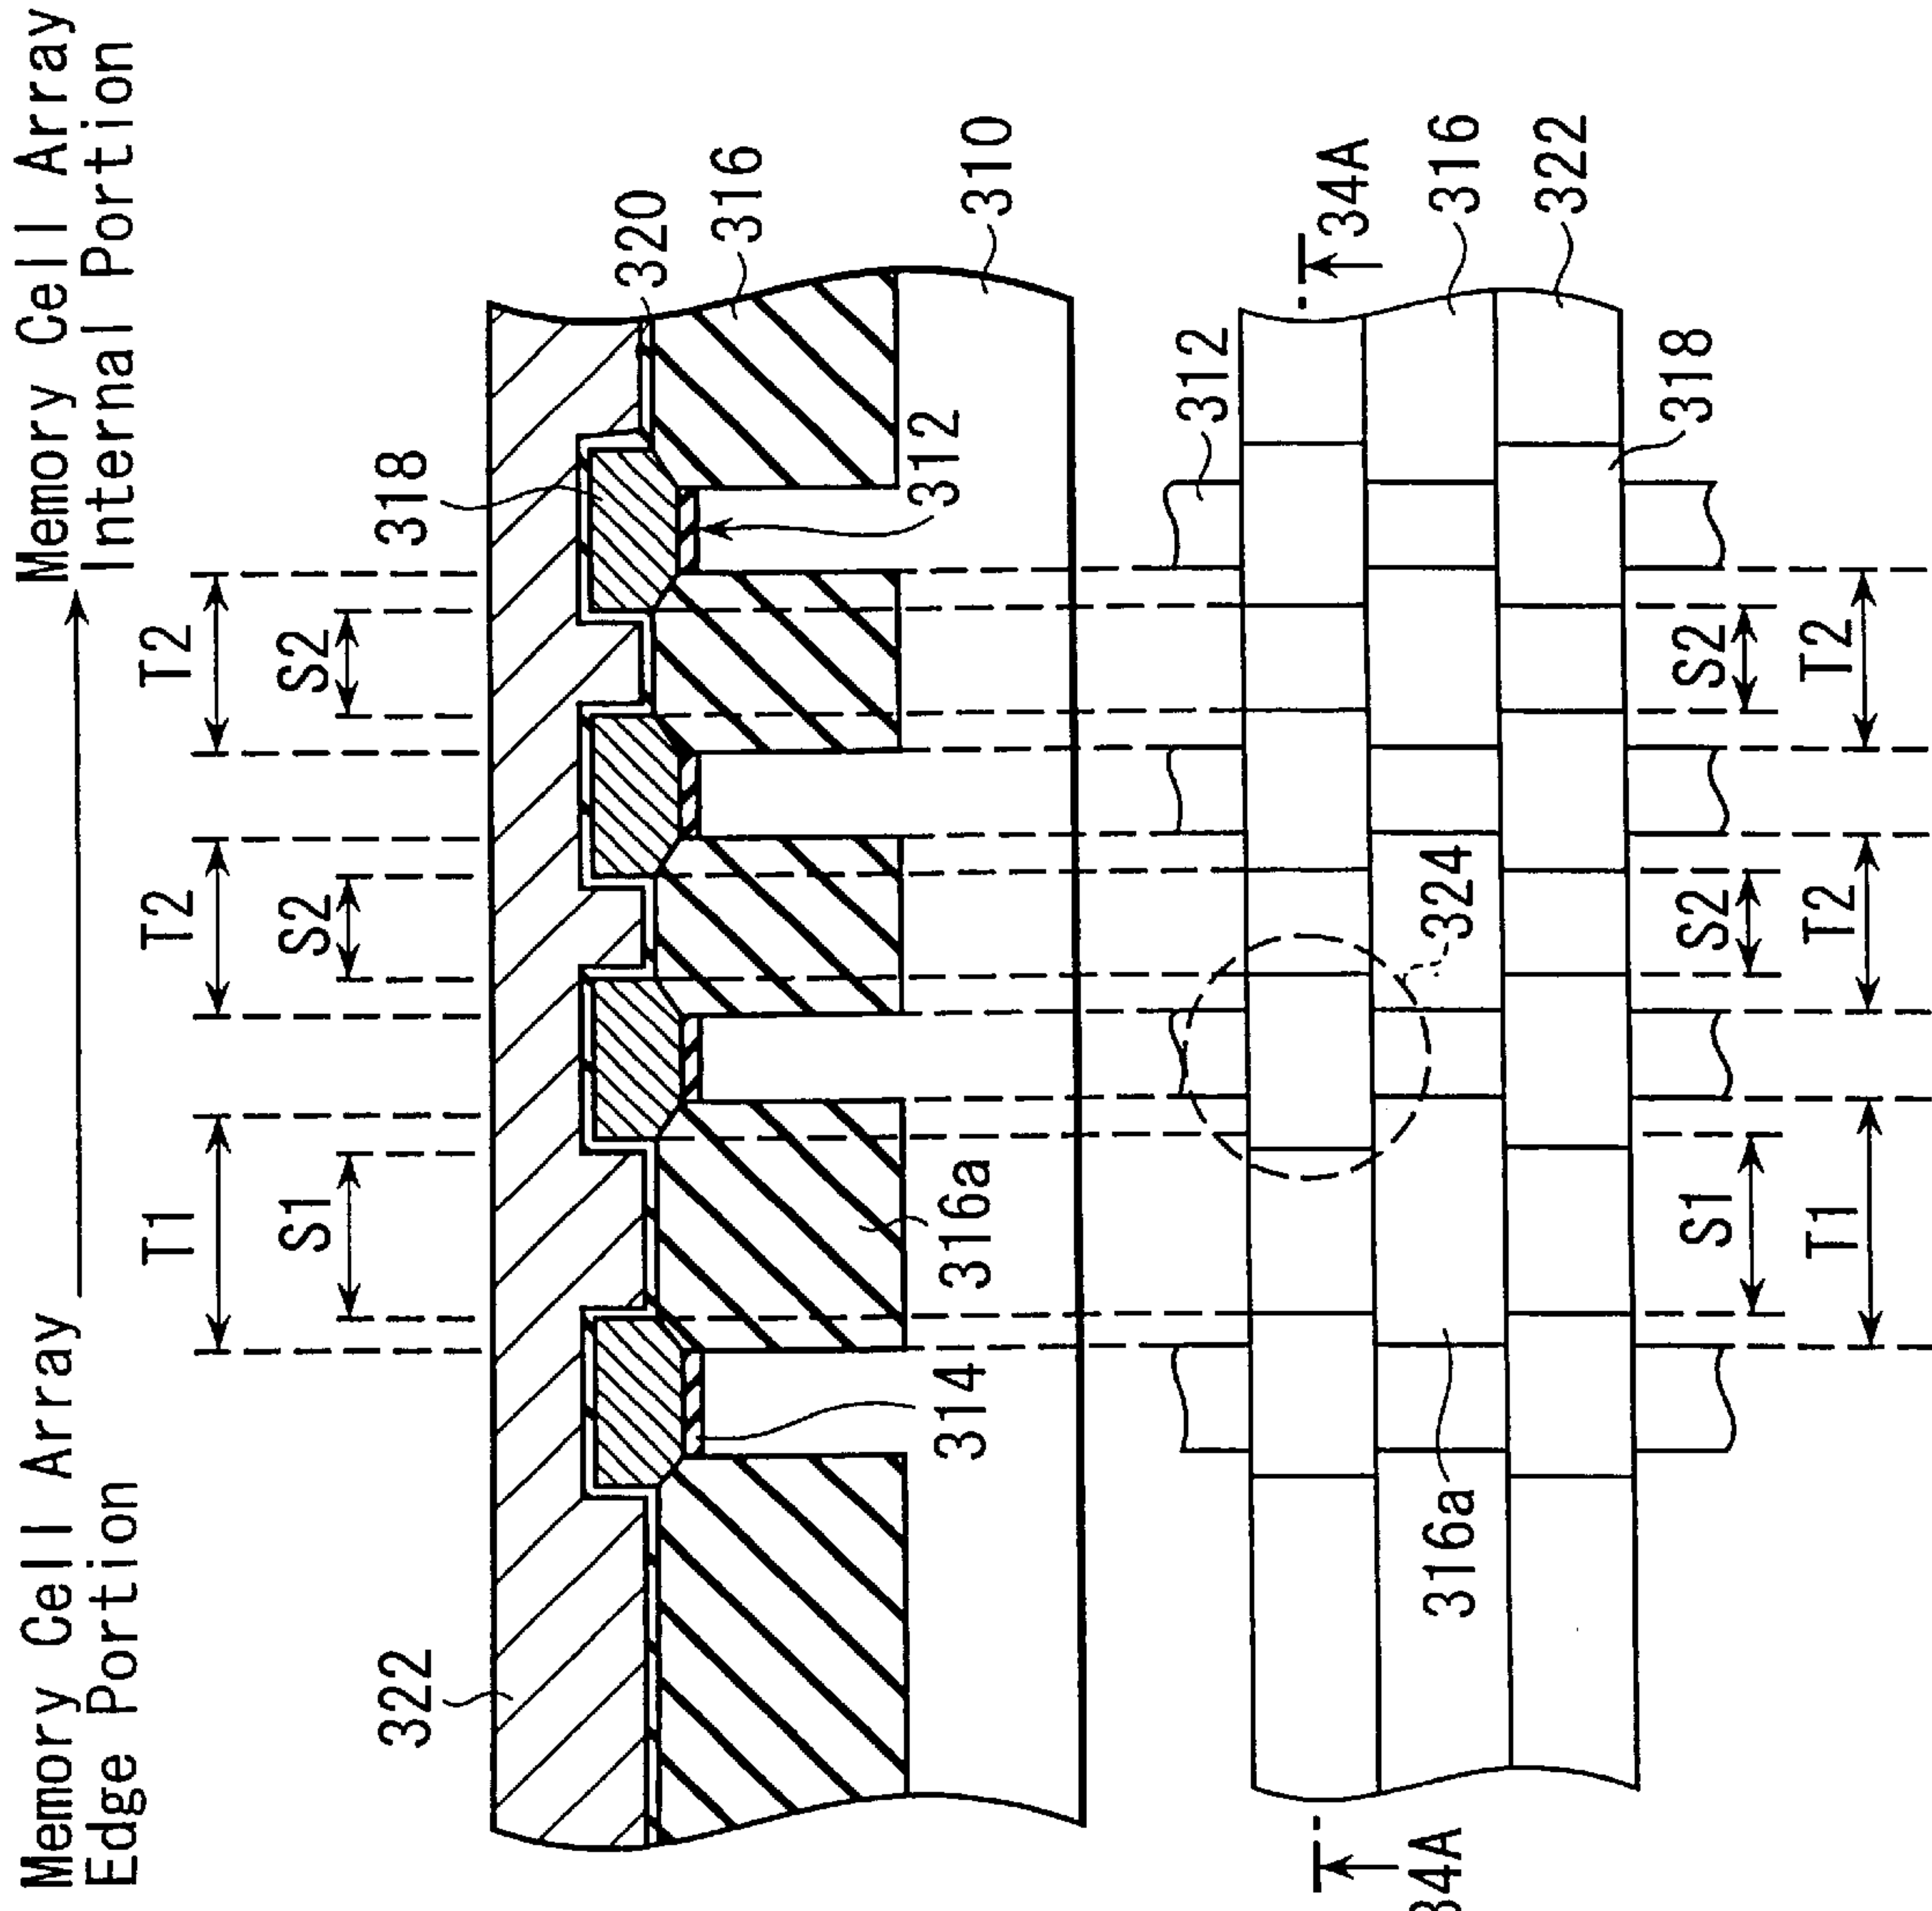 Memory Cell Array
Edge Portion
Memory Cell Array
Internal Portion
T1
T2
T2
S1
S2
S2
322
318
320
316
310
314
316a
312
312
34A
34A
316
322
318
324
316a
S1
S2
S2
T1
T2
T2